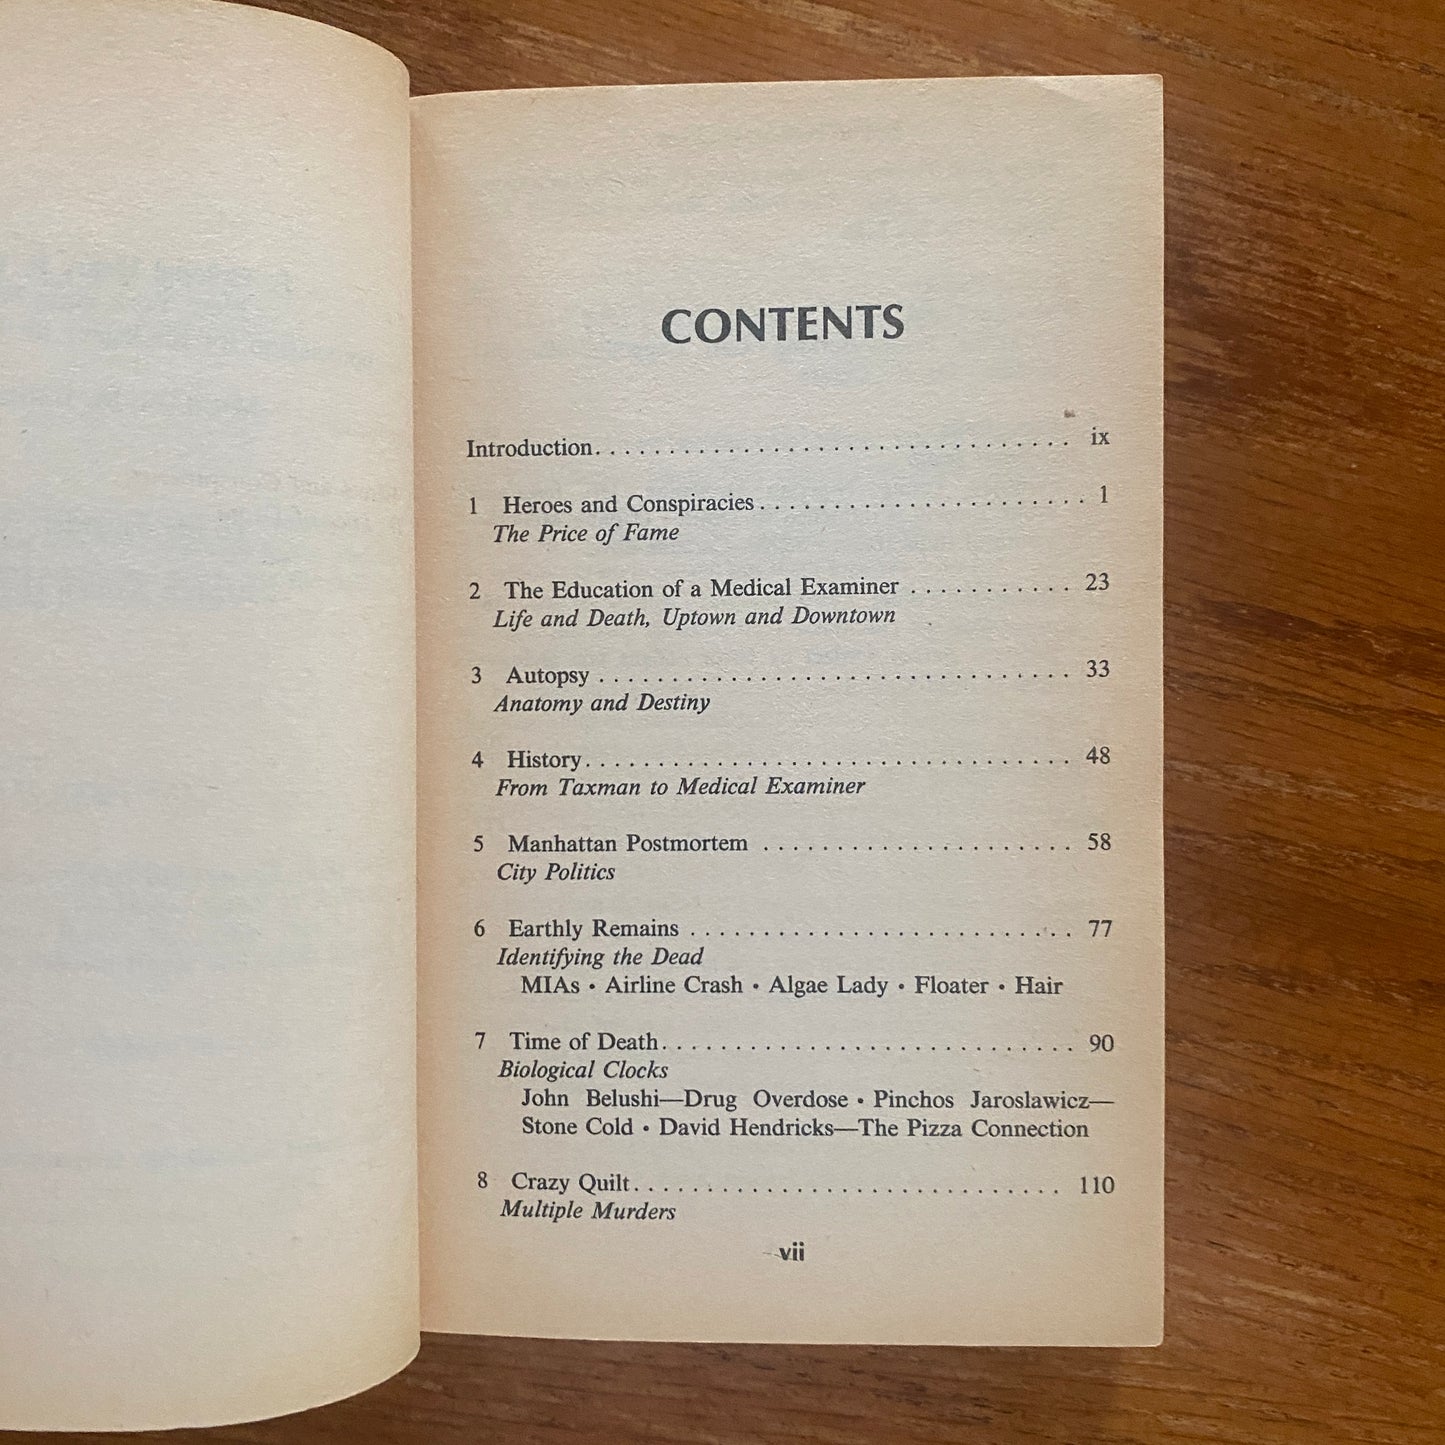 CONTENTS
Introduction. . . . . . . . . . . . . . . . . . . . . . . . . . . . . . . . . ix
1 Heroes and Conspiracies . . . . . . . . . . . . . . . . . . . . . . . 1
The Price of Fame
2 The Education of a Medical Examiner . . . . . . . . . . . 23
Life and Death, Uptown and Downtown
3 Autopsy . . . . . . . . . . . . . . . . . . . . . . . . . . . . . . . . . 33
Anatomy and Destiny
4 History. . . . . . . . . . . . . . . . . . . . . . . . . . . . . . . . . . 48
From Taxman to Medical Examiner
5 Manhattan Postmortem . . . . . . . . . . . . . . . . . . . . . . 58
City Politics
6 Earthly Remains . . . . . . . . . . . . . . . . . . . . . . . . . . . 77
Identifying the Dead
MIAs • Airline Crash • Algae Lady • Floater • Hair
7 Time of Death. . . . . . . . . . . . . . . . . . . . . . . . . . . . . 90
Biological Clocks
John Belushi—Drug Overdose • Pinchos Jaroslawicz—
Stone Cold • David Hendricks—The Pizza Connection
8 Crazy Quilt. . . . . . . . . . . . . . . . . . . . . . . . . . . . . . 110
Multiple Murders
vii